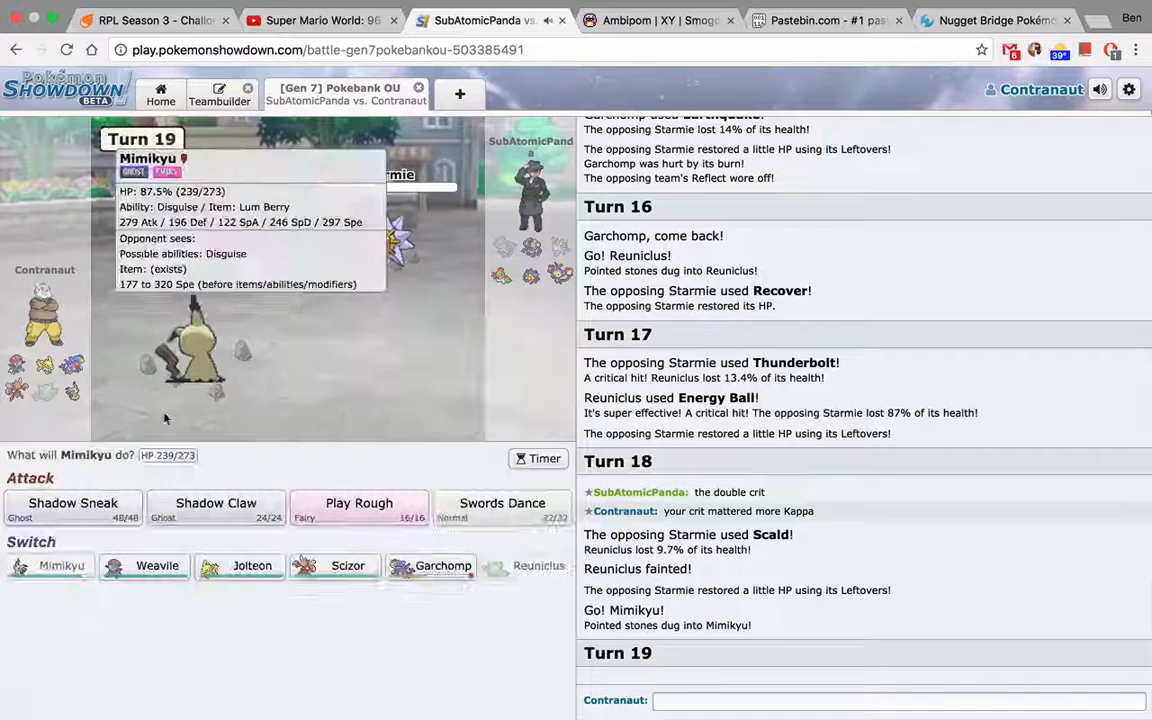 RPL Season 3 - Challon
Super Mario World: 96
SubAtomicPanda vs.
Ambipom | XY | Smogo
Pastebin.com - #1 pas
Nugget Bridge Pokémo
Ben
play.pokemonshowdown.com/battle-gen7pokebankou-503385491
6
39°
1
Pokémon
SHOWDOWN!
BETA
Home
Teambuilder
[Gen 7] Pokebank OU
SubAtomicPanda vs. Contranaut
Contranaut
Turn 19
Mimikyu
GHOST FAIRY
HP: 87.5% (239/273)
Ability: Disguise / Item: Lum Berry
279 Atk / 196 Def / 122 SpA / 246 SpD / 297 Spe
Opponent sees:
Possible abilities: Disguise
Item: (exists)
177 to 320 Spe (before items/abilities/modifiers)
rmie
SubAtomicPand
a
Contranaut
What will Mimikyu do? HP 239/273
Timer
Attack
Shadow Sneak
Ghost 48/48
Shadow Claw
Ghost 24/24
Play Rough
Fairy 16/16
Swords Dance
Normal 32/32
Switch
Mimikyu
Weavile
Jolteon
Scizor
Garchomp
Reuniclus
Garchomp used Earthquake!
The opposing Starmie lost 14% of its health!
The opposing Starmie restored a little HP using its Leftovers!
Garchomp was hurt by its burn!
The opposing team's Reflect wore off!
Turn 16
Garchomp, come back!
Go! Reuniclus!
Pointed stones dug into Reuniclus!
The opposing Starmie used Recover!
The opposing Starmie restored its HP.
Turn 17
The opposing Starmie used Thunderbolt!
A critical hit! Reuniclus lost 13.4% of its health!
Reuniclus used Energy Ball!
It's super effective! A critical hit! The opposing Starmie lost 87% of its health!
The opposing Starmie restored a little HP using its Leftovers!
Turn 18
★SubAtomicPanda: the double crit
★Contranaut: your crit mattered more Kappa
The opposing Starmie used Scald!
Reuniclus lost 9.7% of its health!
Reuniclus fainted!
The opposing Starmie restored a little HP using its Leftovers!
Go! Mimikyu!
Pointed stones dug into Mimikyu!
Turn 19
Contranaut: